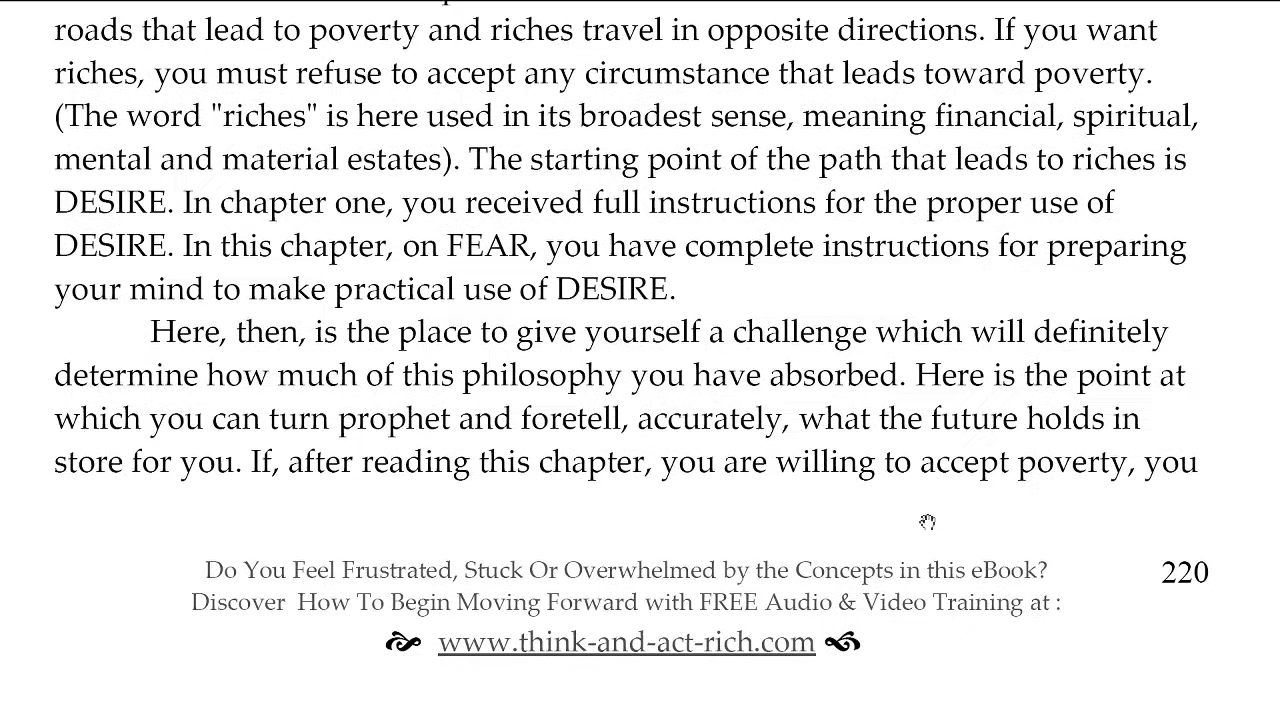 roads that lead to poverty and riches travel in opposite directions. If you want
riches, you must refuse to accept any circumstance that leads toward poverty.
(The word "riches" is here used in its broadest sense, meaning financial, spiritual,
mental and material estates). The starting point of the path that leads to riches is
DESIRE. In chapter one, you received full instructions for the proper use of
DESIRE. In this chapter, on FEAR, you have complete instructions for preparing
your mind to make practical use of DESIRE.
Here, then, is the place to give yourself a challenge which will definitely
determine how much of this philosophy you have absorbed. Here is the point at
which you can turn prophet and foretell, accurately, what the future holds in
store for you. If, after reading this chapter, you are willing to accept poverty, you
Do You Feel Frustrated, Stuck Or Overwhelmed by the Concepts in this eBook?
220
Discover How To Begin Moving Forward with FREE Audio & Video Training at :
www.think-and-act-rich.com